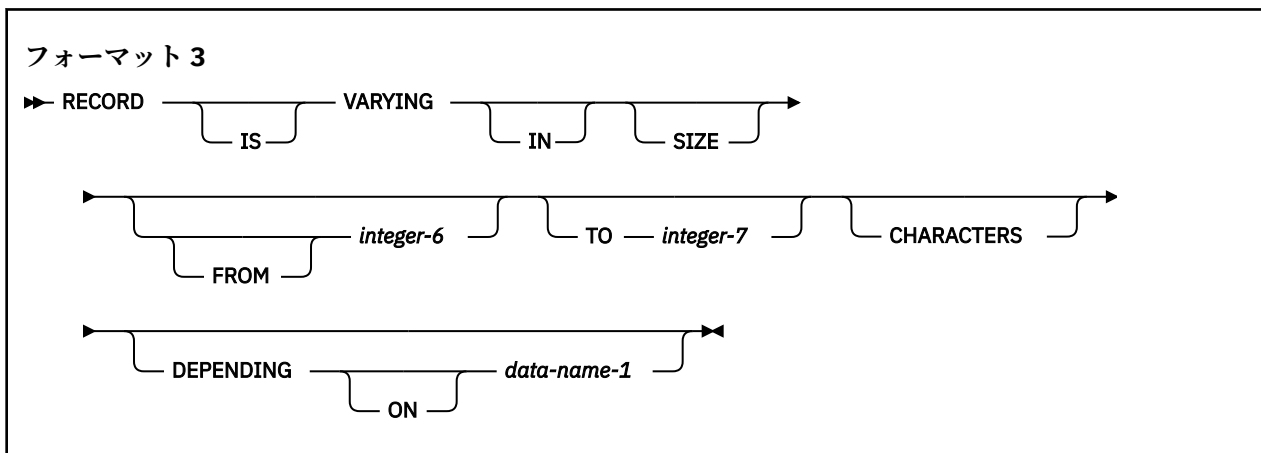 フォーマット 3
RECORD IS VARYING IN SIZE
FROM integer-6 TO integer-7 CHARACTERS
DEPENDING ON data-name-1